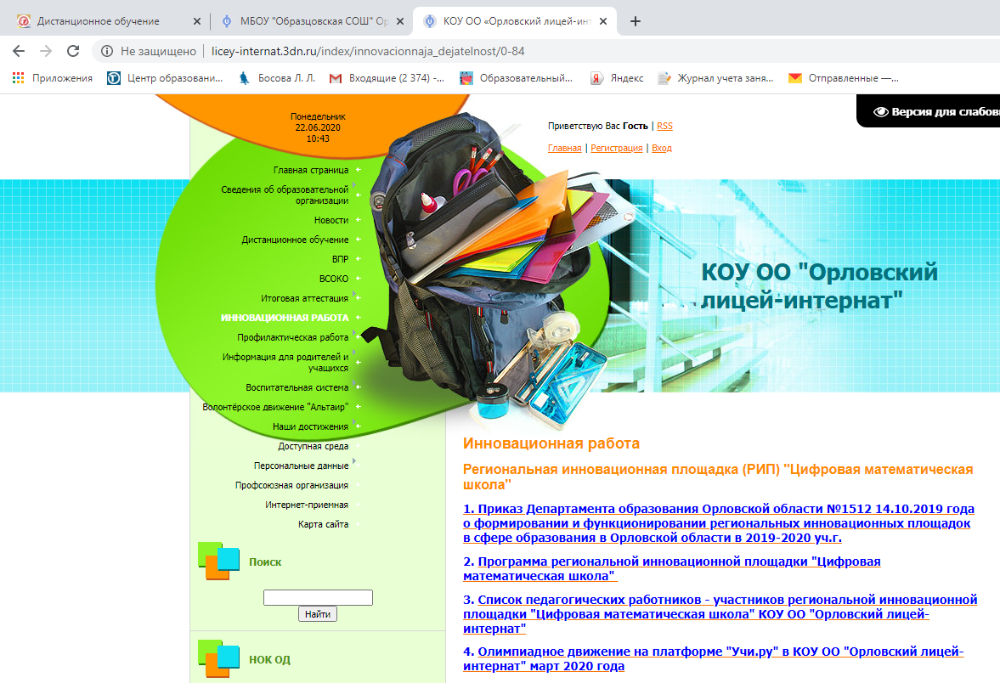 Дистанционное обучение
МБОУ "Образцовская СОШ" Ор
КОУ ОО «Орловский лицей-инт
Не защищено
licey-internat.3dn.ru/index/innovacionnaja_dejatelnost/0-84
Приложения
Центр образовани...
Босова Л. Л.
Входящие (2 374) -...
Образовательный...
Яндекс
Журнал учета заня...
Отправленные —...
Понедельник
22.06.2020
10:43
Приветствую Вас Гость | RSS
Главная | Регистрация | Вход
Версия для слабови
Главная страница
Сведения об образовательной
организации
Новости
Дистанционное обучение
ВПР
ВСОКО
Итоговая аттестация
ИННОВАЦИОННАЯ РАБОТА
Профилактическая работа
Информация для родителей и
учащихся
Воспитательная система
Волонтёрское движение "Альтаир"
Наши достижения
Доступная среда
Персональные данные
Профсоюзная организация
Интернет-приемная
Карта сайта
Поиск
Найти
НОК ОД
КОУ ОО "Орловский
лицей-интернат"
Инновационная работа
Региональная инновационная площадка (РИП) "Цифровая математическая
школа"
1. Приказ Департамента образования Орловской области №1512 14.10.2019 года
о формировании и функционировании региональных инновационных площадок
в сфере образования в Орловской области в 2019-2020 уч.г.
2. Программа региональной инновационной площадки "Цифровая
математическая школа"
3. Список педагогических работников - участников региональной инновационной
площадки "Цифровая математическая школа" КОУ ОО "Орловский лицей-
интернат"
4. Олимпиадное движение на платформе "Учи.ру" в КОУ ОО "Орловский лицей-
интернат" март 2020 года